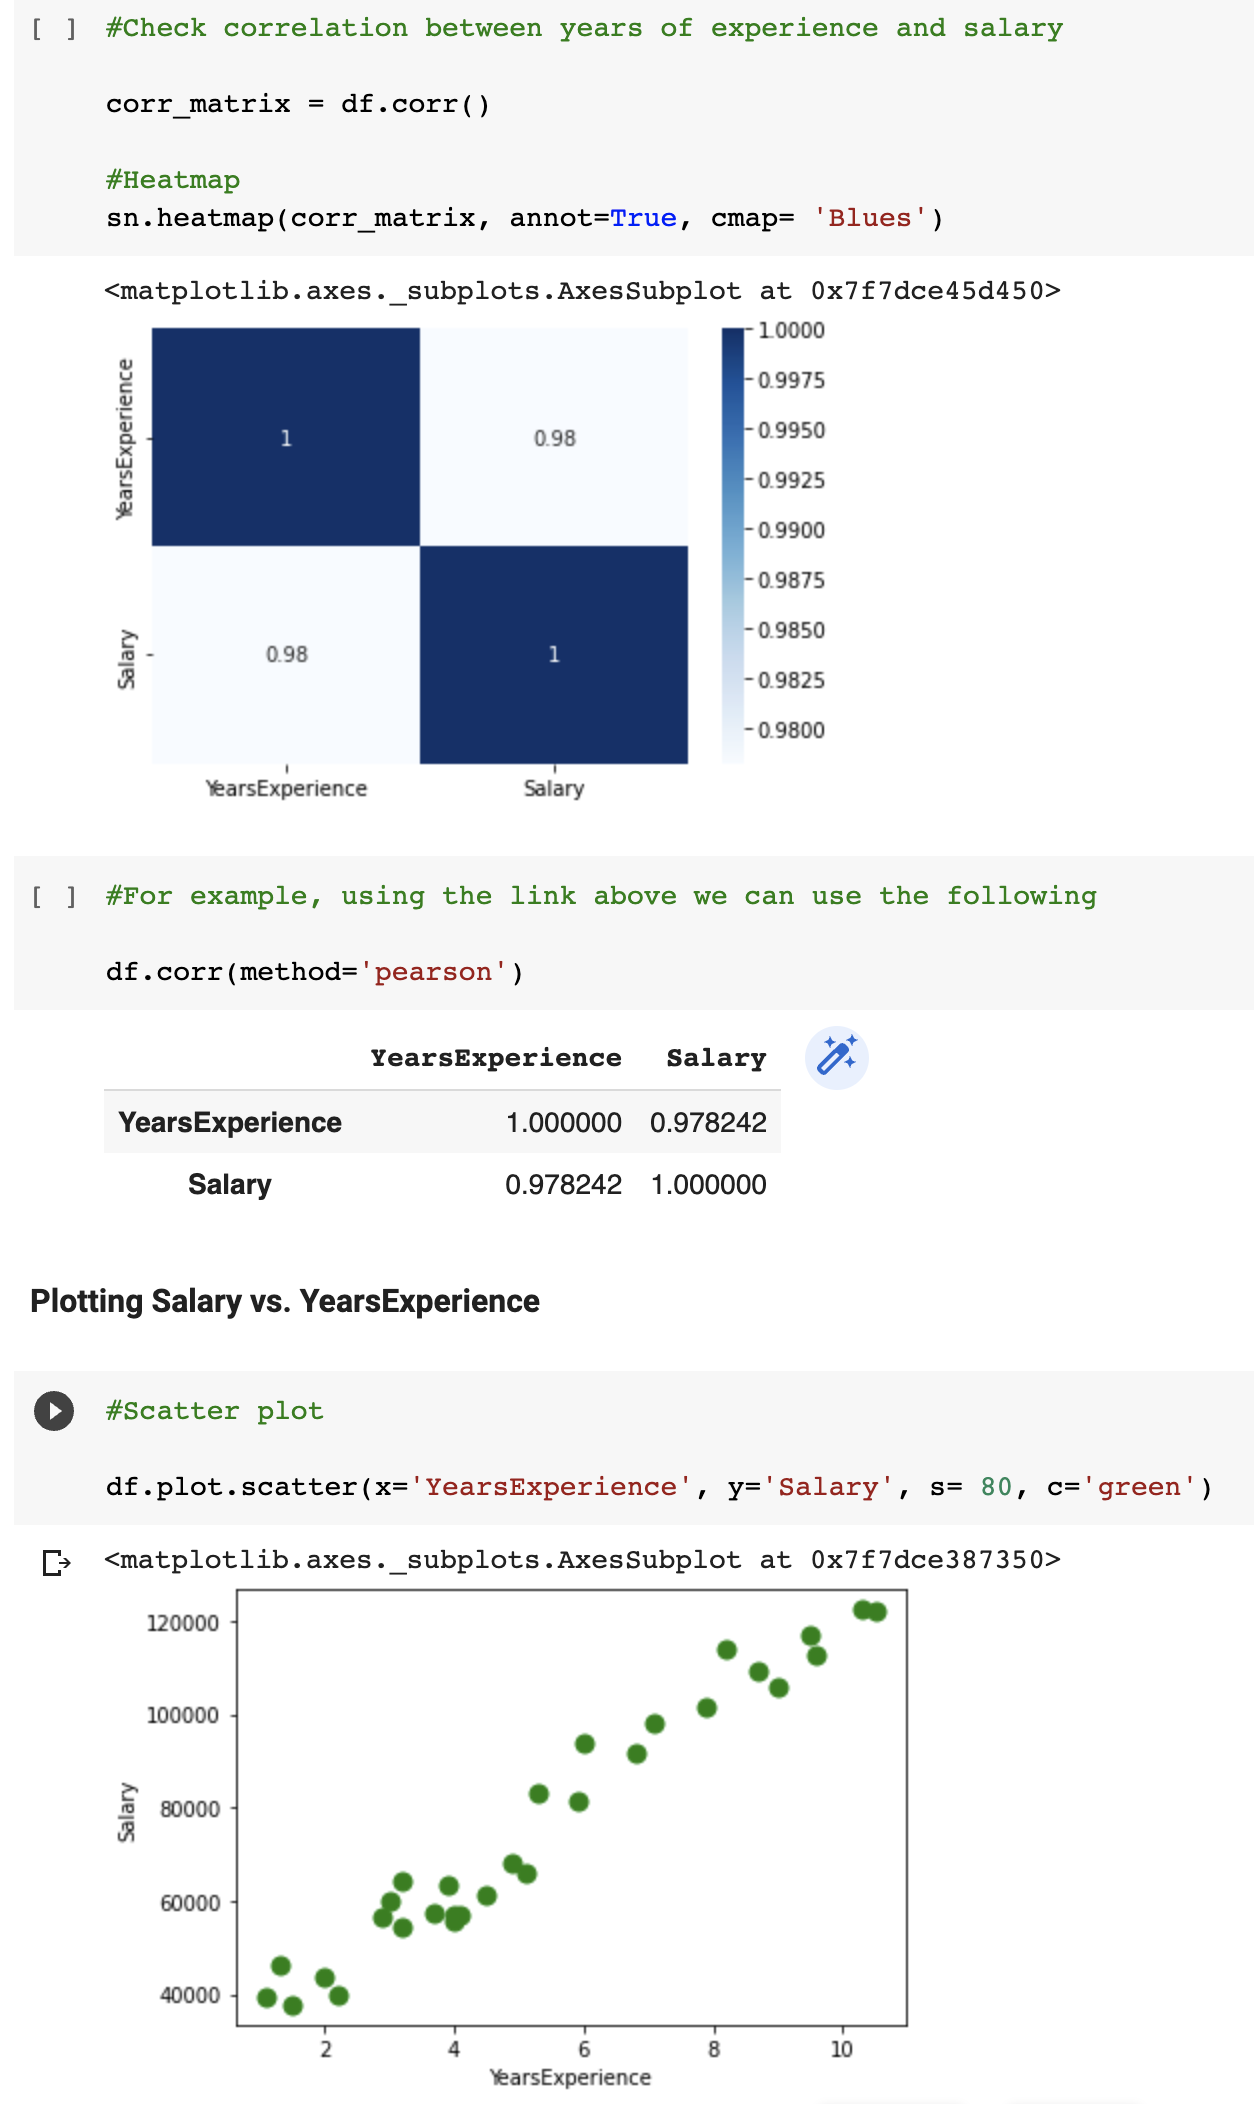 [ ] #Check correlation between years of experience and salary
corr_matrix = df.corr()
#Heatmap
sn.heatmap(corr_matrix, annot=True, cmap= 'Blues')
<matplotlib.axes._subplots.AxesSubplot at 0x7f7dce45d450>
YearsExperience
Salary
1 0.98
0.98 1
YearsExperience Salary
1.0000
0.9975
0.9950
0.9925
0.9900
0.9875
0.9850
0.9825
0.9800
[ ] #For example, using the link above we can use the following
df.corr(method='pearson')
YearsExperience Salary
YearsExperience 1.000000 0.978242
Salary 0.978242 1.000000
Plotting Salary vs. YearsExperience
#Scatter plot
df.plot.scatter(x='YearsExperience', y='Salary', s= 80, c='green')
<matplotlib.axes._subplots.AxesSubplot at 0x7f7dce387350>
Salary
120000
100000
80000
60000
40000
2 4 6 8 10
YearsExperience